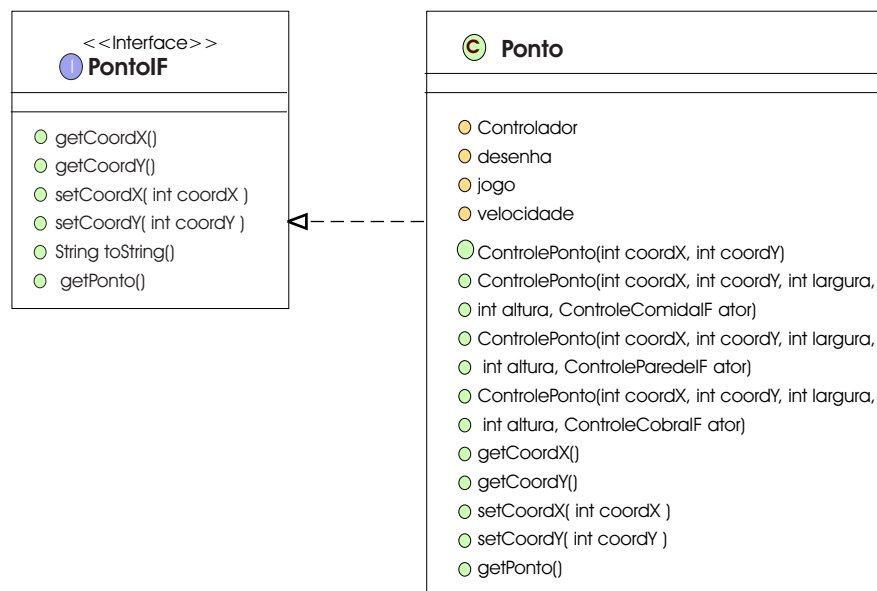 <<Interface>>
I PontoIF
getCoordX()
getCoordY()
setCoordX( int coordX )
setCoordY( int coordY )
String toString()
getPonto()
C Ponto
Controlador
desenha
jogo
velocidade
ControlePonto(int coordX, int coordY)
ControlePonto(int coordX, int coordY, int largura,
int altura, ControleComidaIF ator)
ControlePonto(int coordX, int coordY, int largura,
int altura, ControleParedeIF ator)
ControlePonto(int coordX, int coordY, int largura,
int altura, ControleCobraIF ator)
getCoordX()
getCoordY()
setCoordX( int coordX )
setCoordY( int coordY )
getPonto()